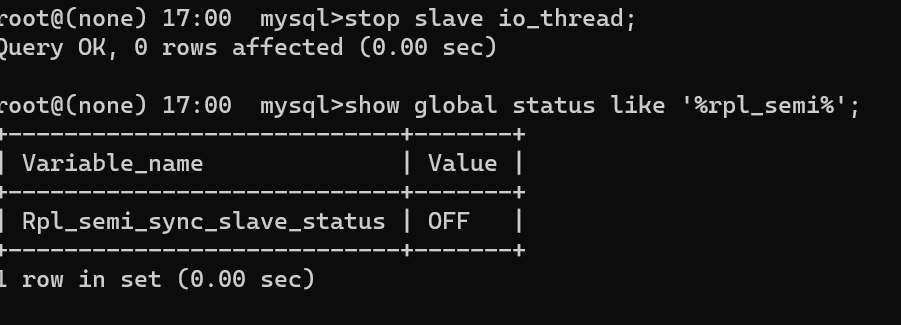 root@(none) 17:00  mysql>stop slave io_thread;
Query OK, 0 rows affected (0.00 sec)
root@(none) 17:00  mysql>show global status like '%rpl_semi%';
+----------------------------+-------+
| Variable_name              | Value |
+----------------------------+-------+
| Rpl_semi_sync_slave_status | OFF   |
+----------------------------+-------+
1 row in set (0.00 sec)